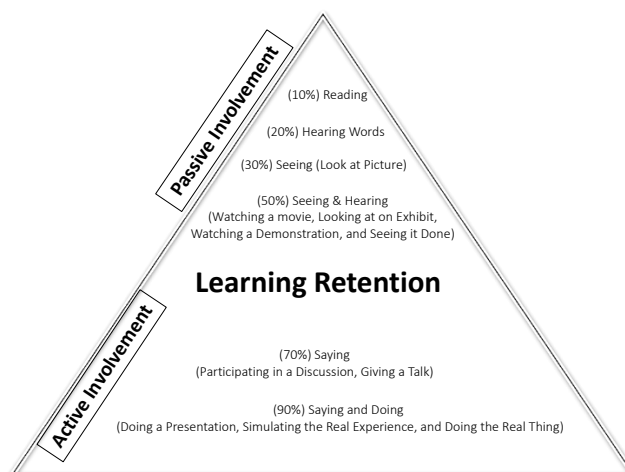 Passive Involvement
(10%) Reading
(20%) Hearing Words
(30%) Seeing (Look at Picture)
(50%) Seeing & Hearing
(Watching a movie, Looking at on Exhibit,
Watching a Demonstration, and Seeing it Done)
Learning Retention
Active Involvement
(70%) Saying
(Participating in a Discussion, Giving a Talk)
(90%) Saying and Doing
(Doing a Presentation, Simulating the Real Experience, and Doing the Real Thing)